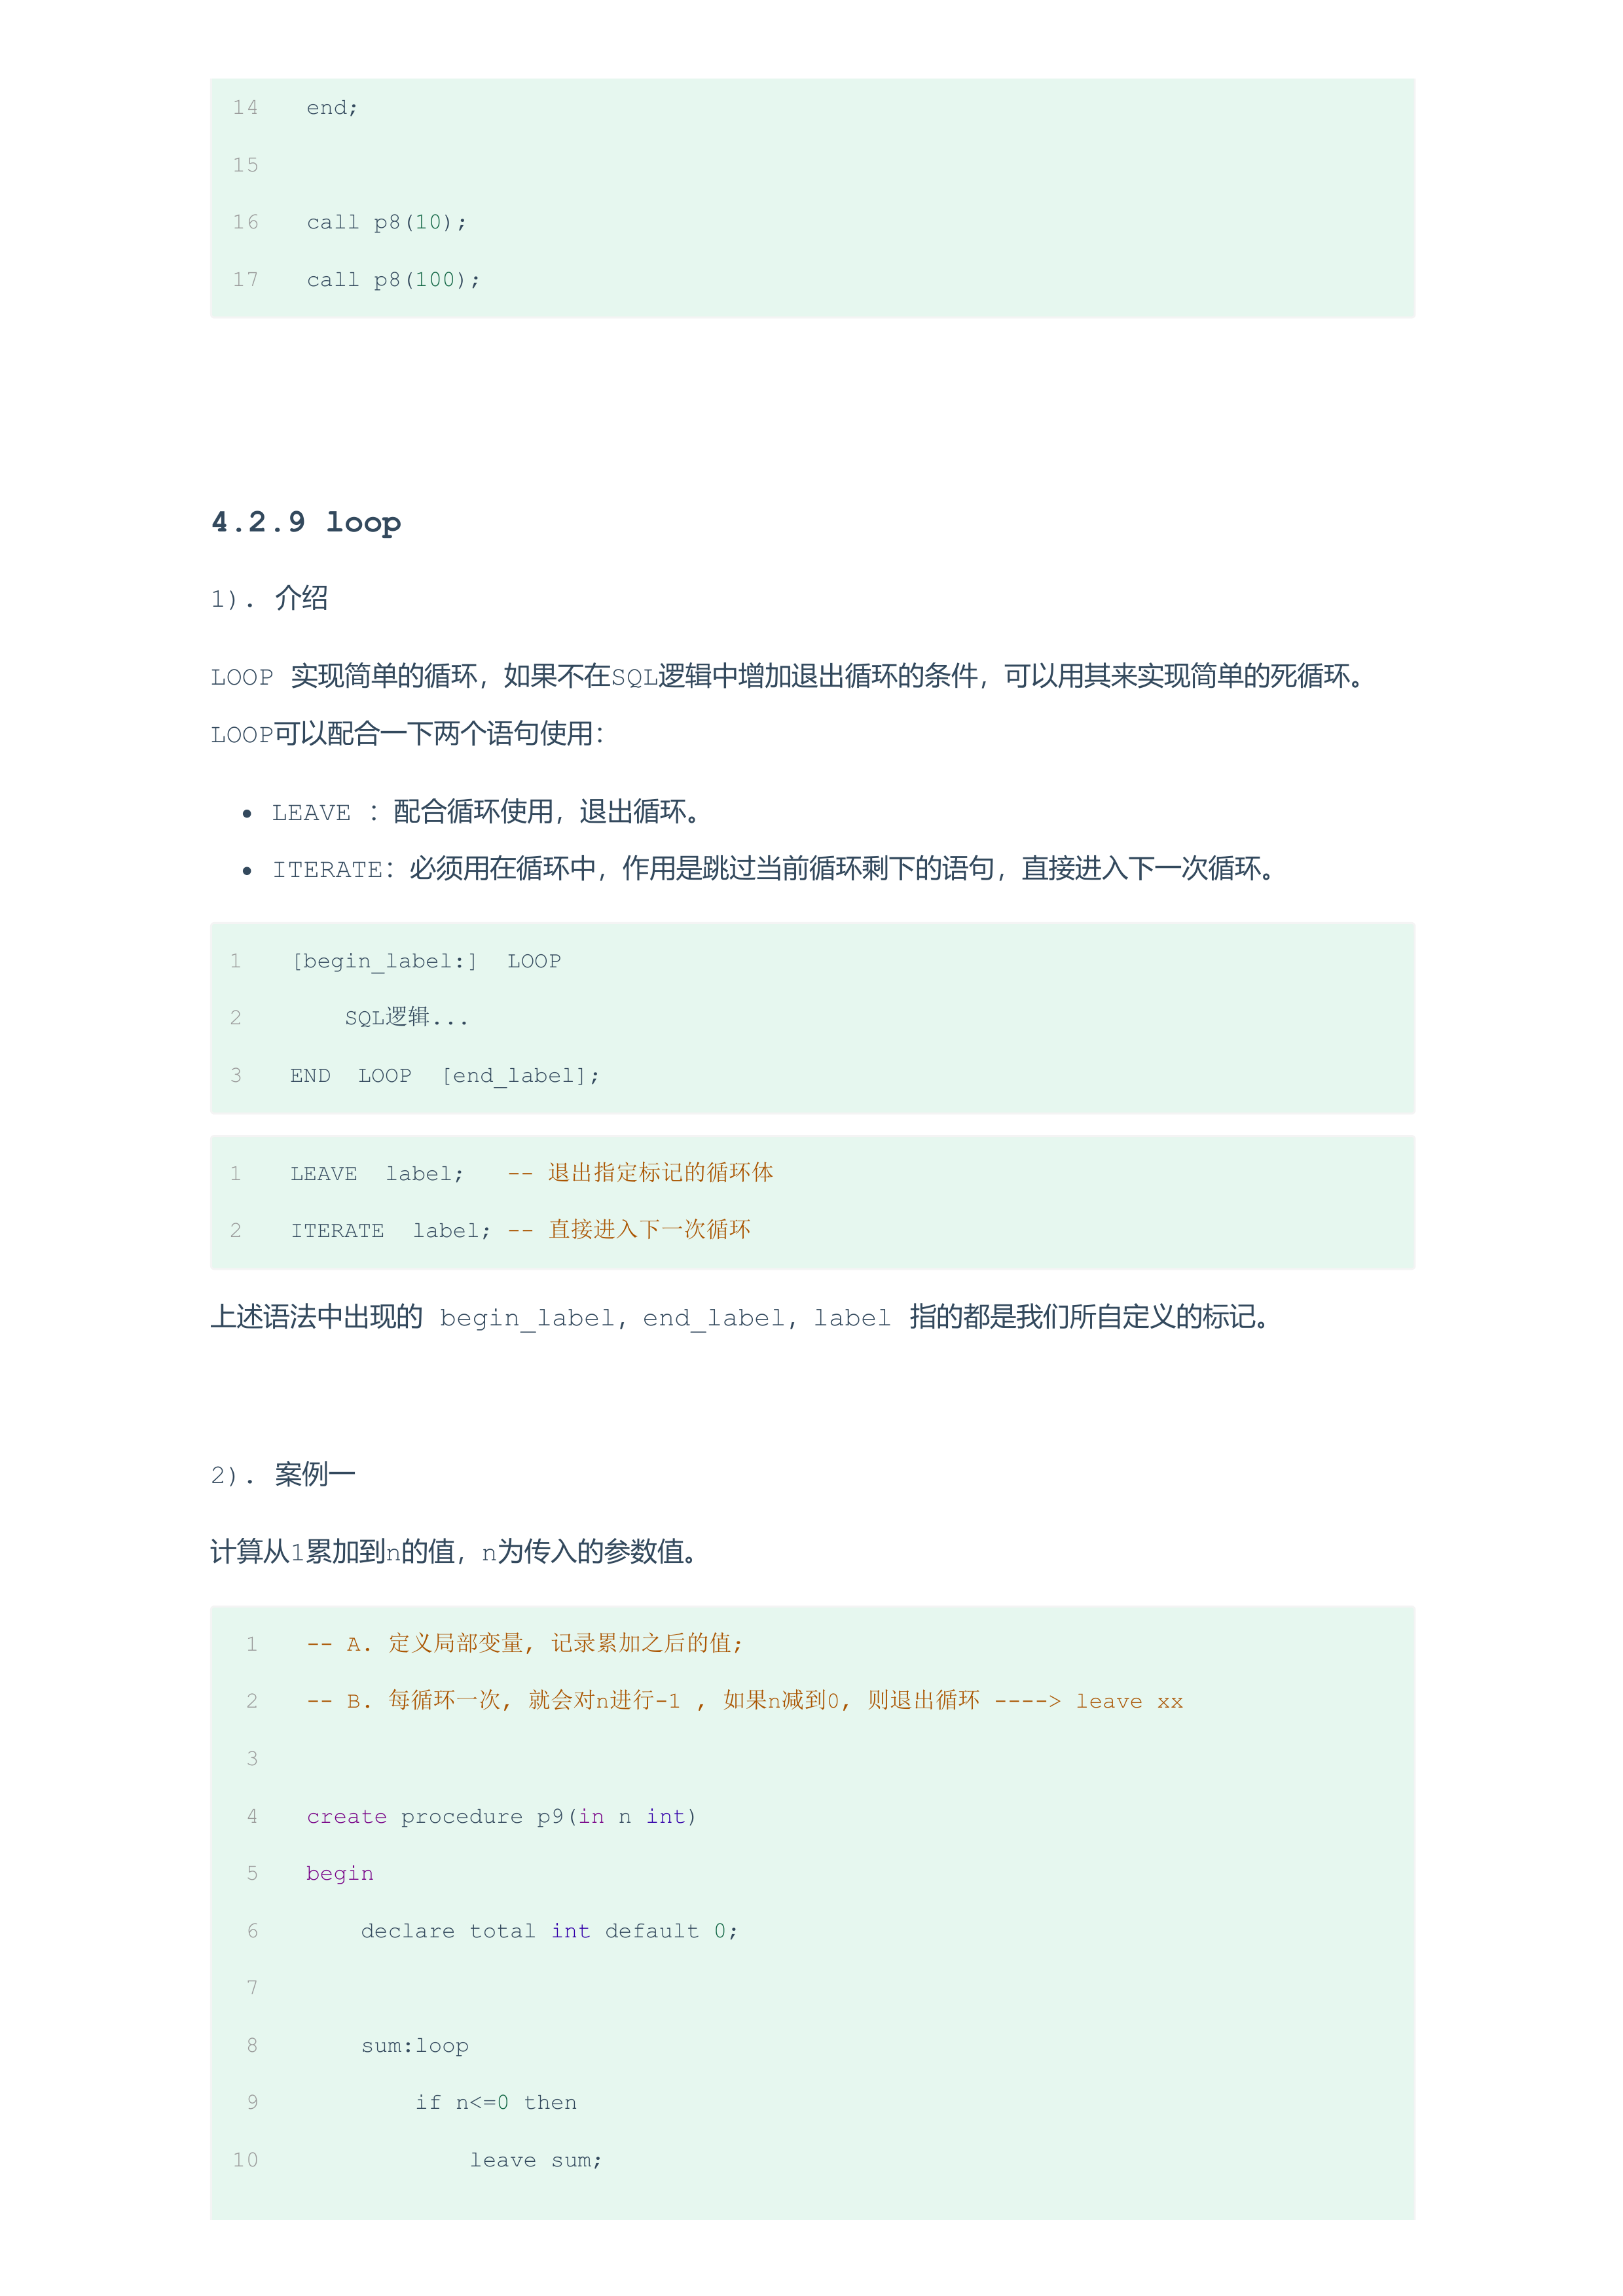 14 end;
15
16 call p8(10);
17 call p8(100);
4.2.9 loop
1). 介绍
LOOP 实现简单的循环，如果不在SQL逻辑中增加退出循环的条件，可以用其来实现简单的死循环。
LOOP可以配合一下两个语句使用：
• LEAVE ：配合循环使用，退出循环。
• ITERATE：必须用在循环中，作用是跳过当前循环剩下的语句，直接进入下一次循环。
1 [begin_label:]  LOOP
2     SQL逻辑...
3 END  LOOP  [end_label];
1 LEAVE  label;   -- 退出指定标记的循环体
2 ITERATE  label; -- 直接进入下一次循环
上述语法中出现的 begin_label，end_label，label 指的都是我们所自定义的标记。
2). 案例一
计算从1累加到n的值，n为传入的参数值。
1 -- A. 定义局部变量, 记录累加之后的值;
2 -- B. 每循环一次, 就会对n进行-1 , 如果n减到0, 则退出循环 ----> leave xx
3
4 create procedure p9(in n int)
5 begin
6     declare total int default 0;
7
8     sum:loop
9         if n<=0 then
10             leave sum;